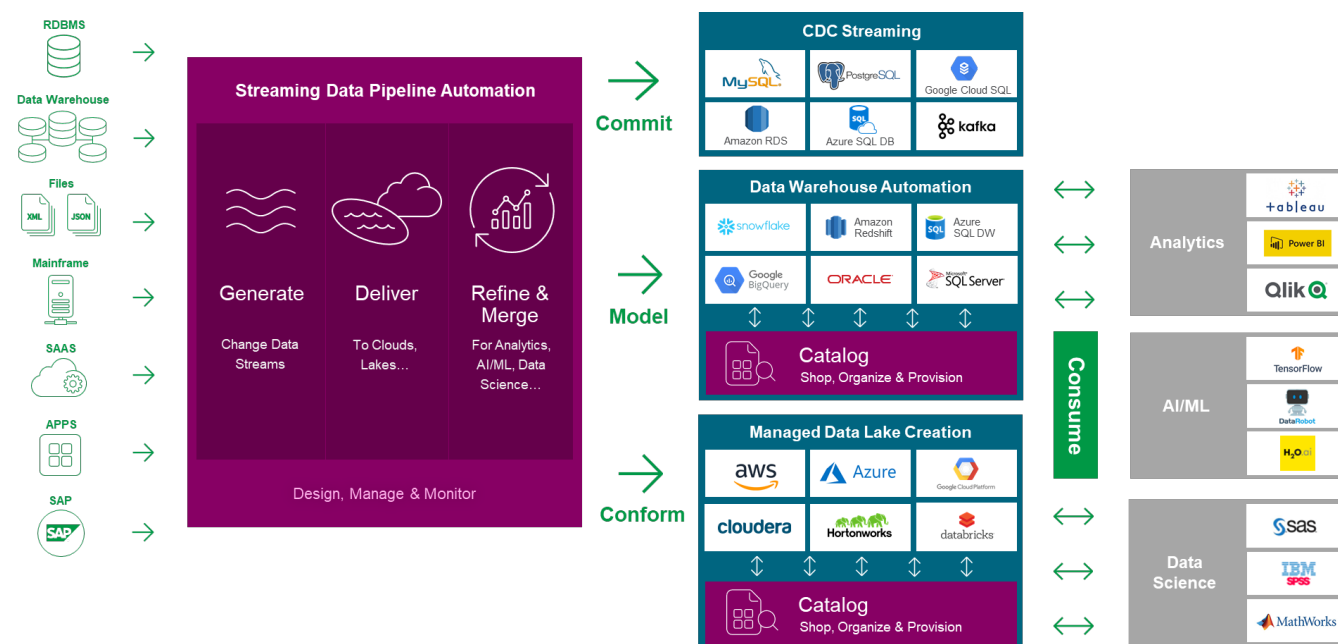 RDBMS
Data Warehouse
Files
XML
JSON
Mainframe
SAAS
APPS
SAP
SAP
Streaming Data Pipeline Automation
Generate
Change Data
Streams
Deliver
To Clouds,
Lakes...
Refine &
Merge
For Analytics,
AI/ML, Data
Science...
Design, Manage & Monitor
Commit
Model
Conform
CDC Streaming
MySQL
PostgreSQL
Google Cloud SQL
Amazon RDS
SQL
Azure SQL DB
kafka
Data Warehouse Automation
snowflake
Amazon
Redshift
SQL
Azure
SQL DW
Google
BigQuery
ORACLE
Microsoft
SQL Server
Catalog
Shop, Organize & Provision
Managed Data Lake Creation
aws
Azure
Google Cloud Platform
cloudera
Hortonworks
databricks
Catalog
Shop, Organize & Provision
Consume
Analytics
+ableau
Power BI
Qlik
AI/ML
TensorFlow
DataRobot
H2O.ai
Data
Science
sas
IBM
SPSS
MathWorks